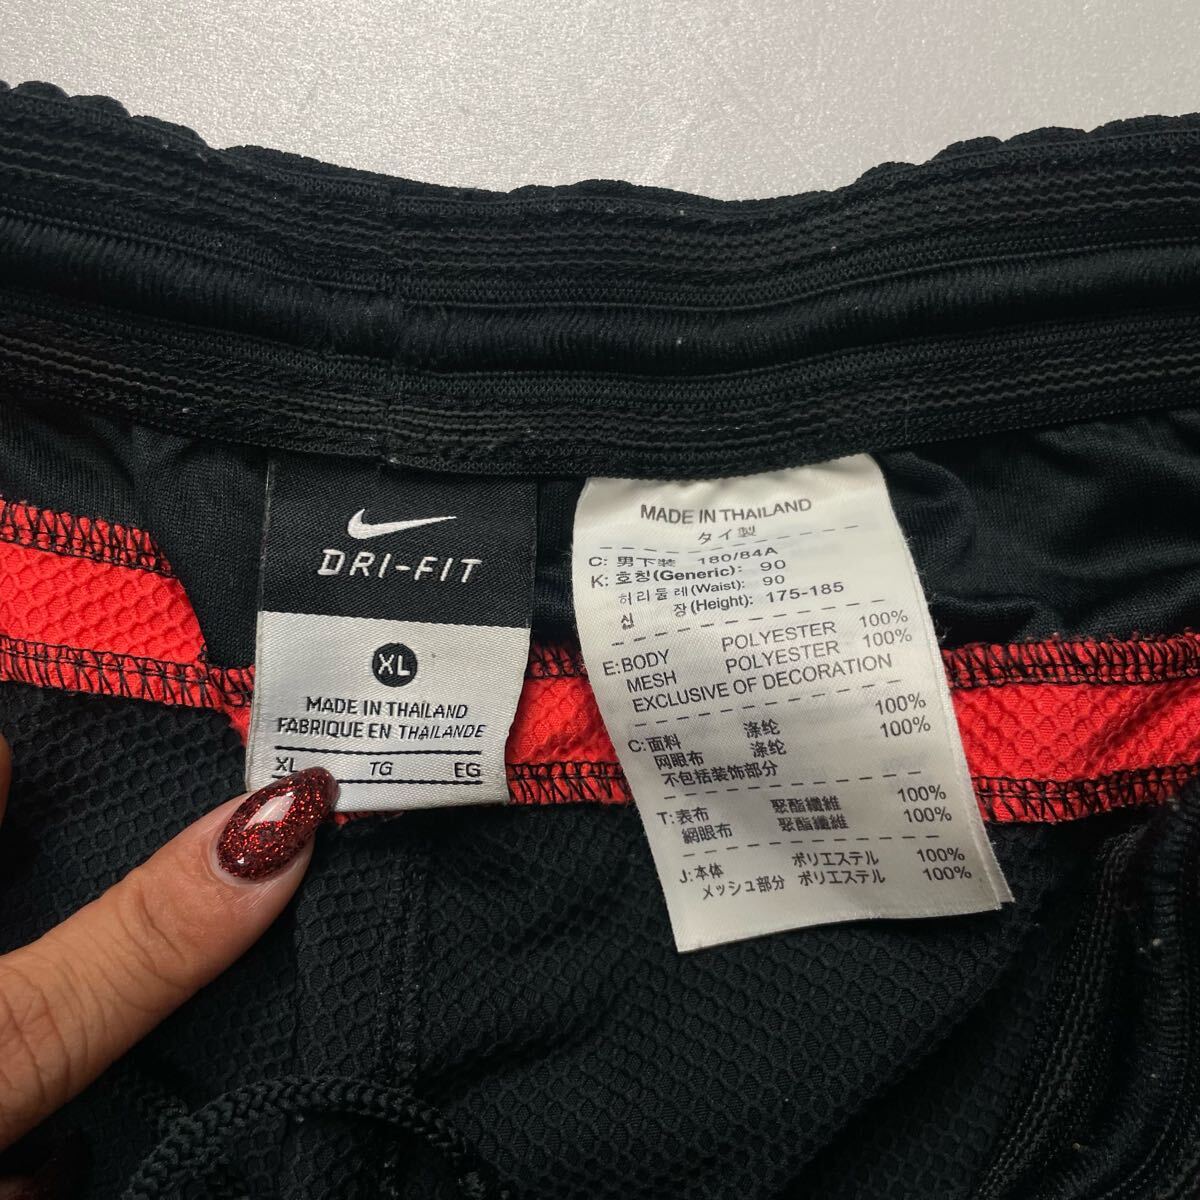 DRI-FIT
XL
MADE IN THAILAND
FABRIQUE EN THAILANDE
XL TG EG
MADE IN THAILAND
タイ製
C: 男下装 180/84A
K: 호칭(Generic): 90
허리둘레(Waist): 90
신 장(Height): 175-185
E: BODY POLYESTER 100%
MESH POLYESTER 100%
EXCLUSIVE OF DECORATION
C: 面料 涤纶 100%
网眼布 涤纶 100%
不包括装饰部分
T: 表布 聚酯纖維 100%
網眼布 聚酯纖維 100%
J: 本体 ポリエステル 100%
メッシュ部分 ポリエステル 100%